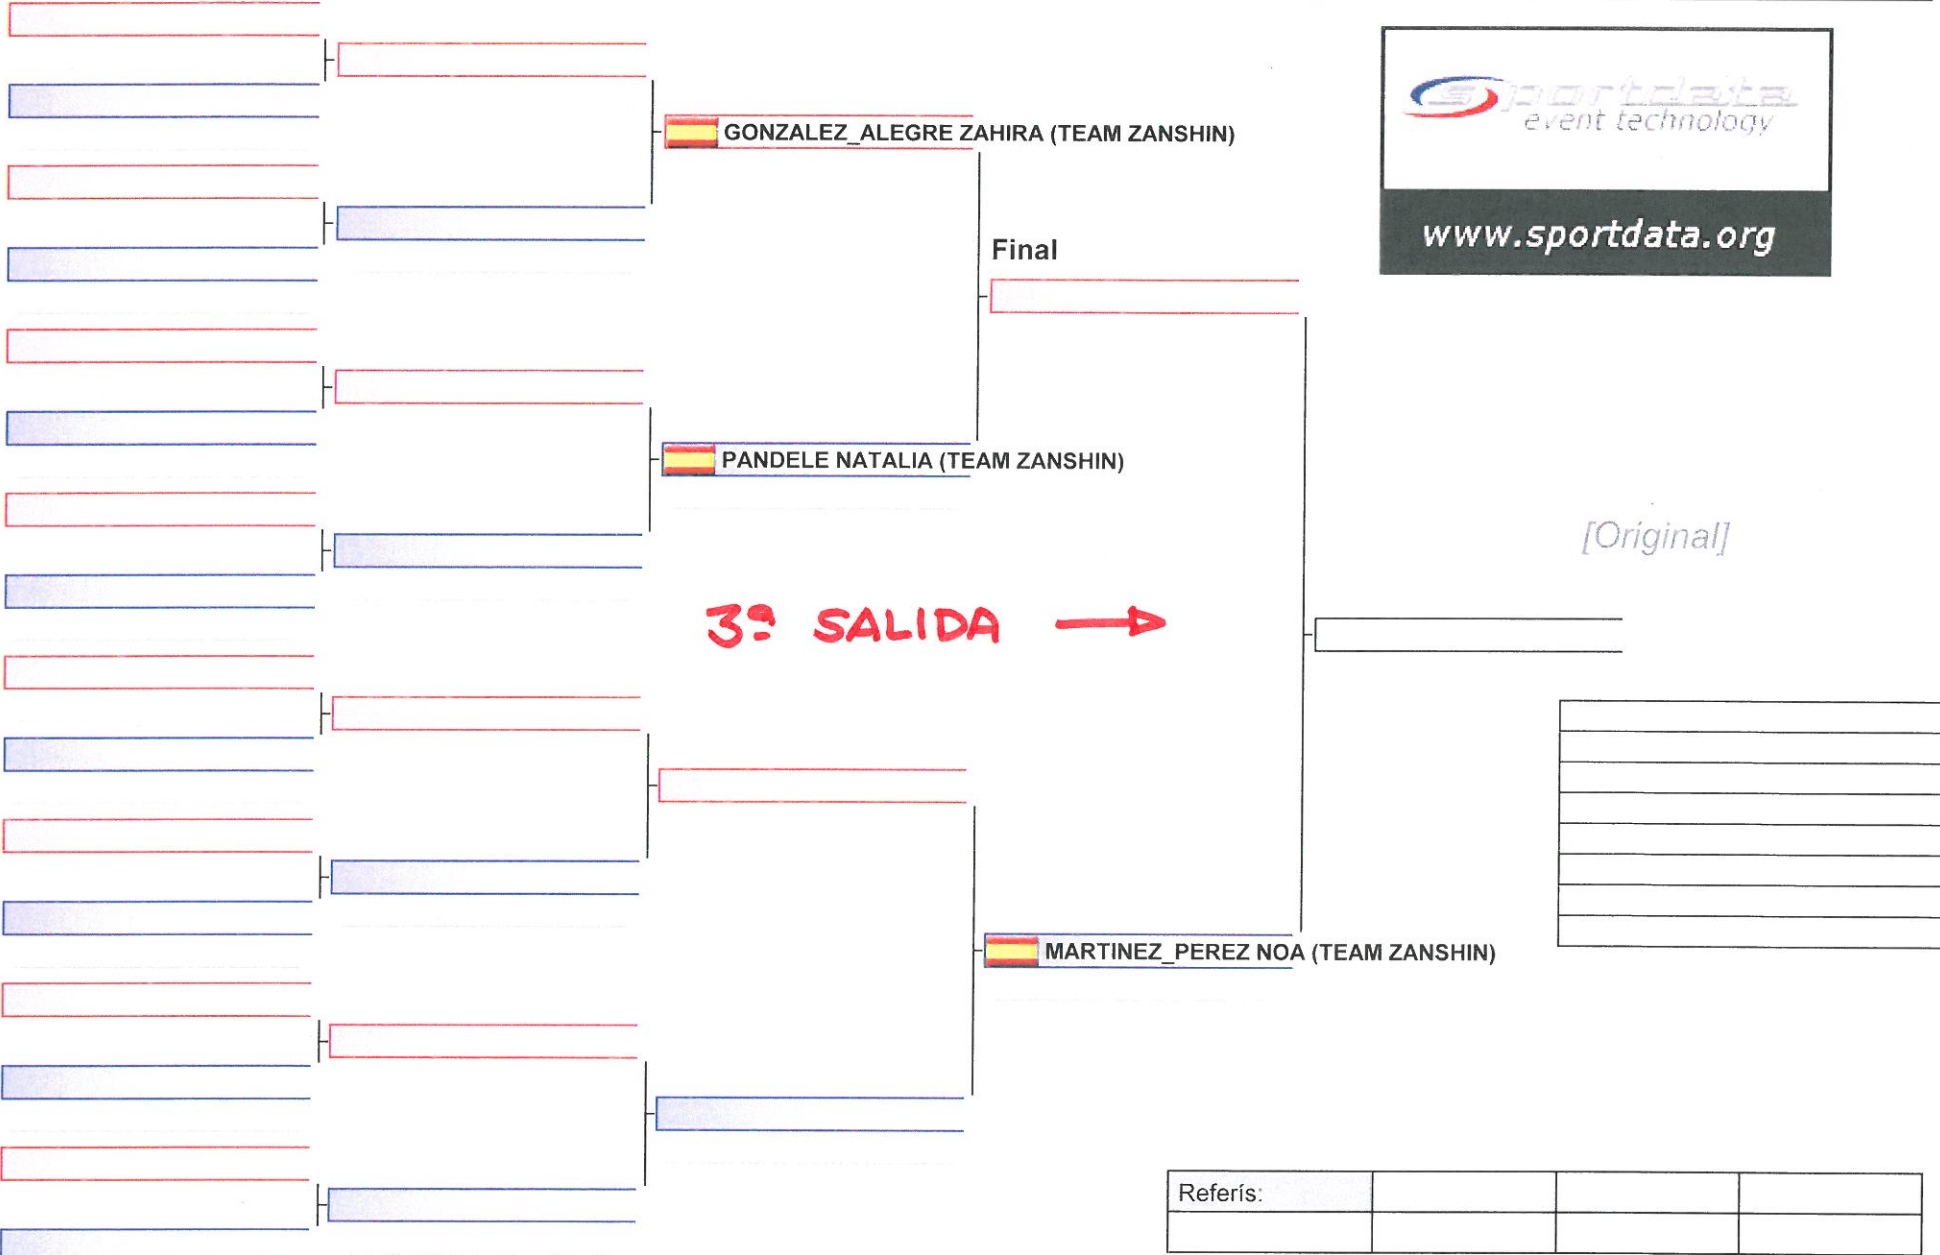 sportdata
event technology
www.sportdata.org
GONZALEZ_ALEGRE ZAHIRA (TEAM ZANSHIN)
Final
PANDELE NATALIA (TEAM ZANSHIN)
[Original]
3ª SALIDA →
MARTINEZ_PEREZ NOA (TEAM ZANSHIN)
Referís: